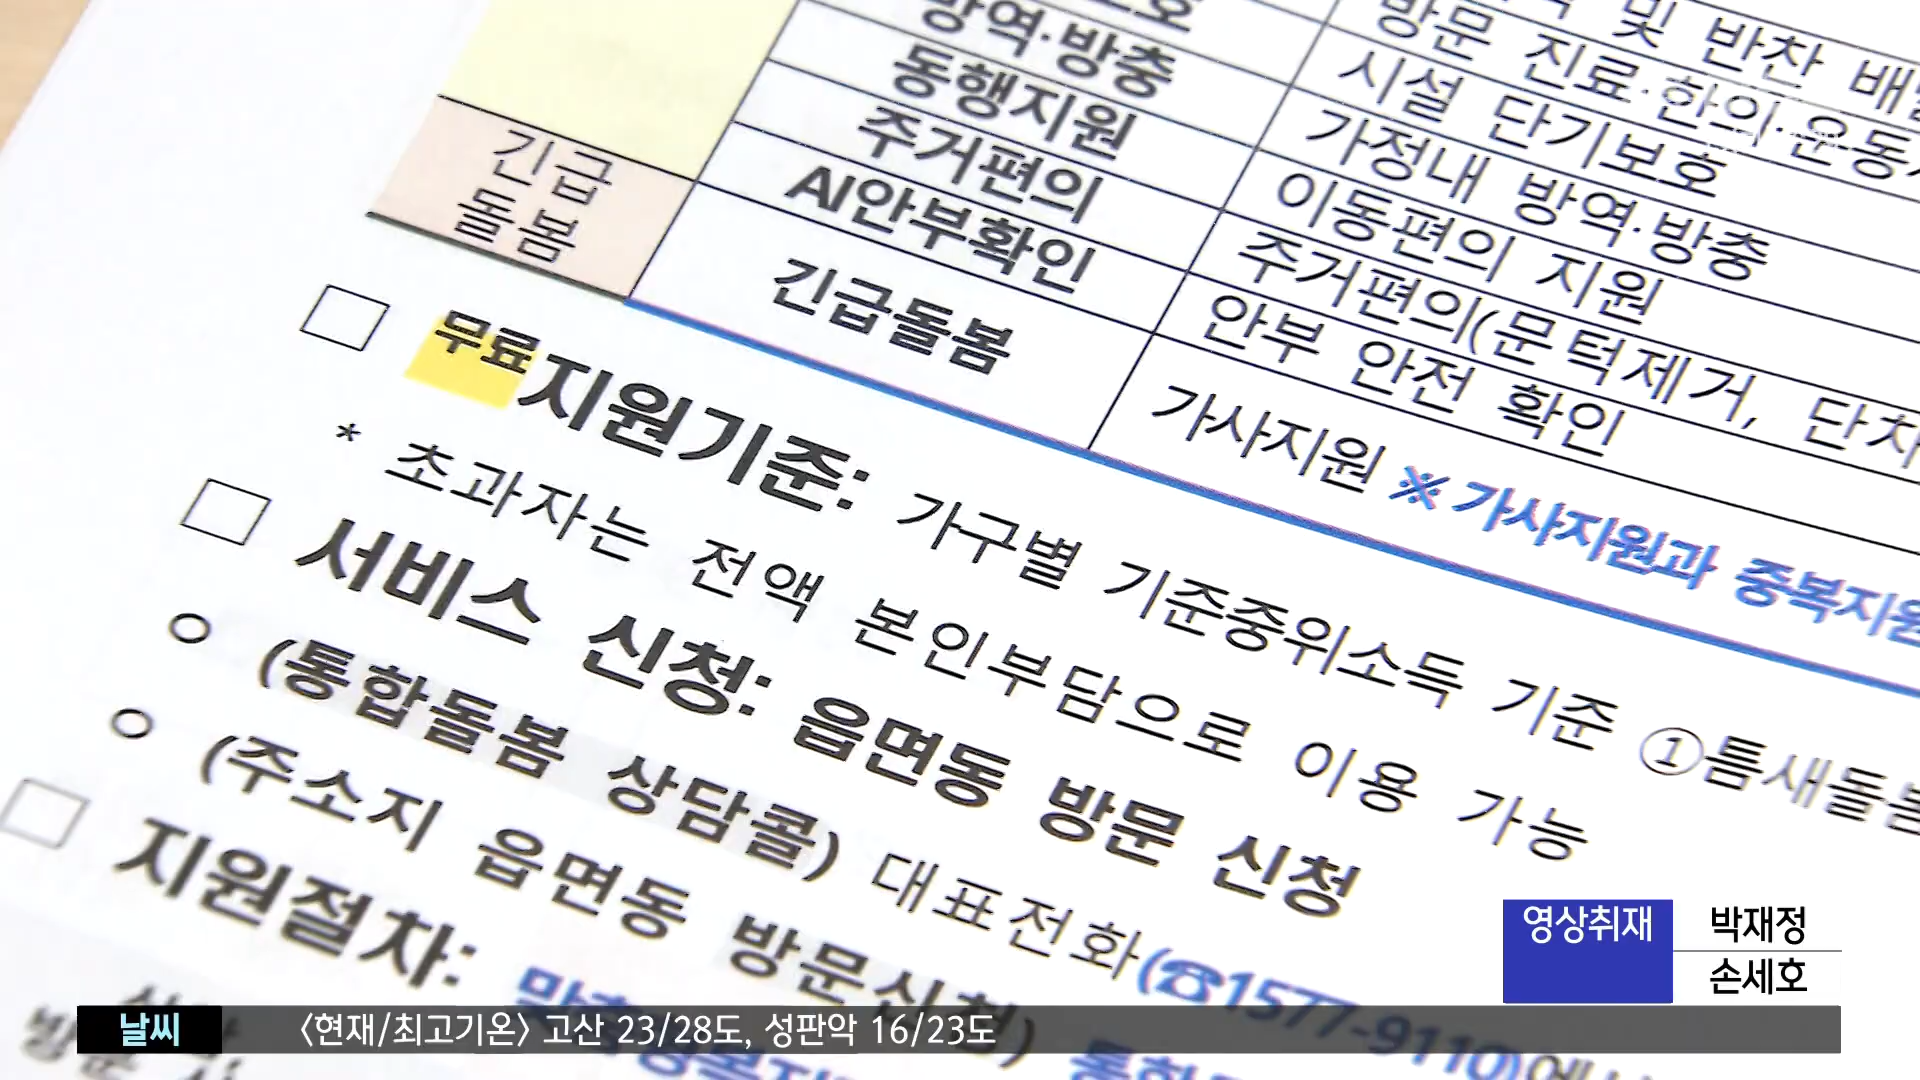 방역·방충
동행지원
주거편의
AI안부확인
긴급돌봄
긴급
돌봄
및 반찬
방문 진료·한의
시설 단기보호
가정내 방역·방충
이동편의 지원
주거편의(문턱제거, 단차
안부 안전 확인
가사지원 ※ 가사지원과 중복지원
□ 무료지원기준: 가구별 기준중위소득 기준 ①틈새돌봄
* 초과자는 전액 본인부담으로 이용 가능
□ 서비스 신청: 읍면동 방문 신청
○ (통합돌봄 상담콜) 대표전화(☎1577-9110)
○ (주소지 읍면동 방문신청)
□ 지원절차:
영상취재 박재정
손세호
날씨 〈현재/최고기온〉 고산 23/28도, 성판악 16/23도